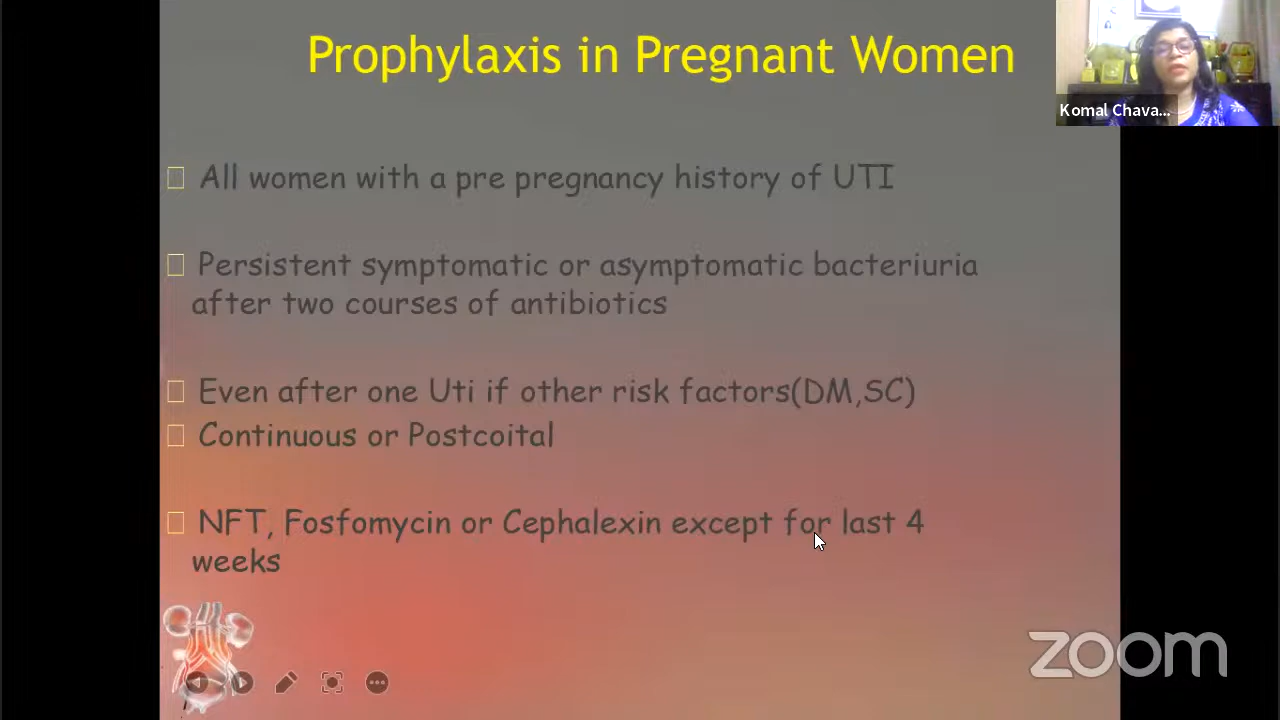 Prophylaxis in Pregnant Women
Komal Chava...
All women with a pre pregnancy history of UTI
Persistent symptomatic or asymptomatic bacteriuria
after two courses of antibiotics
Even after one Uti if other risk factors(DM,SC)
Continuous or Postcoital
NFT, Fosfomycin or Cephalexin except for last 4
weeks
zoom